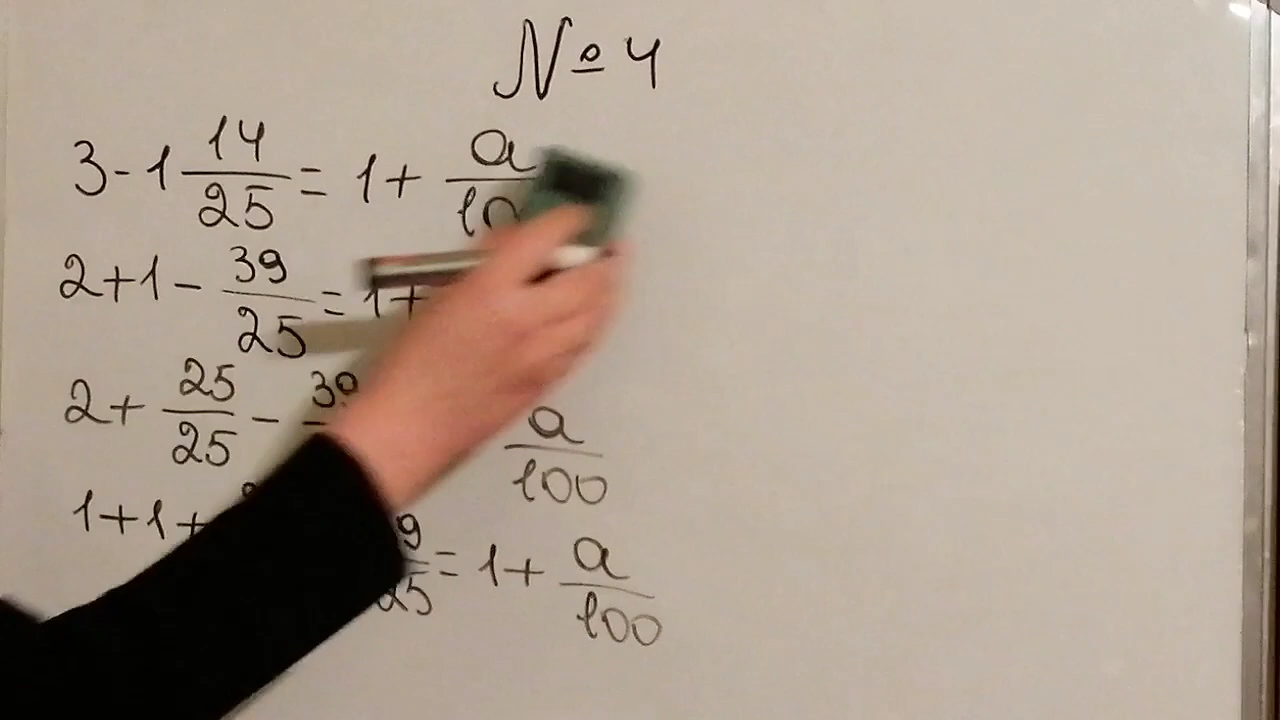 № 4
3 - 1 14/25 = 1 + a/10
2 + 1 - 39/25 = 1 +
2 + 25/25 - 39 a/100
1 + 1 + 9/25 = 1 + a/100